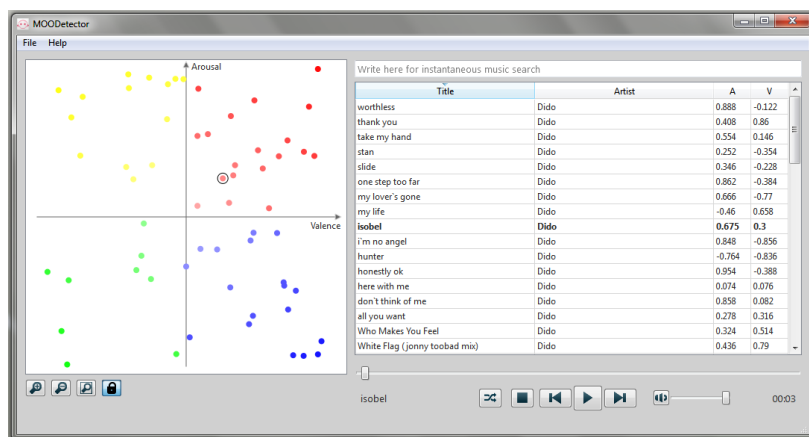 MOODetector
File Help
Arousal
Valence
Write here for instantaneous music search
Title Artist A V
worthless Dido 0.888 -0.122
thank you Dido 0.408 0.86
take my hand Dido 0.554 0.146
stan Dido 0.252 -0.354
slide Dido 0.346 -0.228
one step too far Dido 0.862 -0.384
my lover's gone Dido 0.666 -0.77
my life Dido -0.46 0.658
isobel Dido 0.675 0.3
i'm no angel Dido 0.848 -0.856
hunter Dido -0.764 -0.836
honestly ok Dido 0.954 -0.388
here with me Dido 0.074 0.076
don't think of me Dido 0.858 0.082
all you want Dido 0.278 0.316
Who Makes You Feel Dido 0.324 0.514
White Flag (jonny toobad mix) Dido 0.436 0.79
isobel 00:03